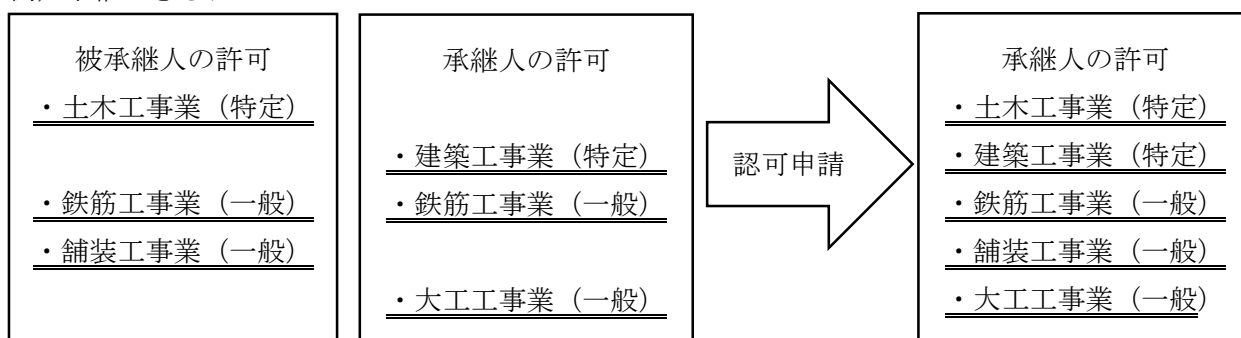 被承継人の許可
・土木工事業（特定）
・鉄筋工事業（一般）
・舗装工事業（一般）
承継人の許可
・建築工事業（特定）
・鉄筋工事業（一般）
・大工工事業（一般）
認可申請
承継人の許可
・土木工事業（特定）
・建築工事業（特定）
・鉄筋工事業（一般）
・舗装工事業（一般）
・大工工事業（一般）